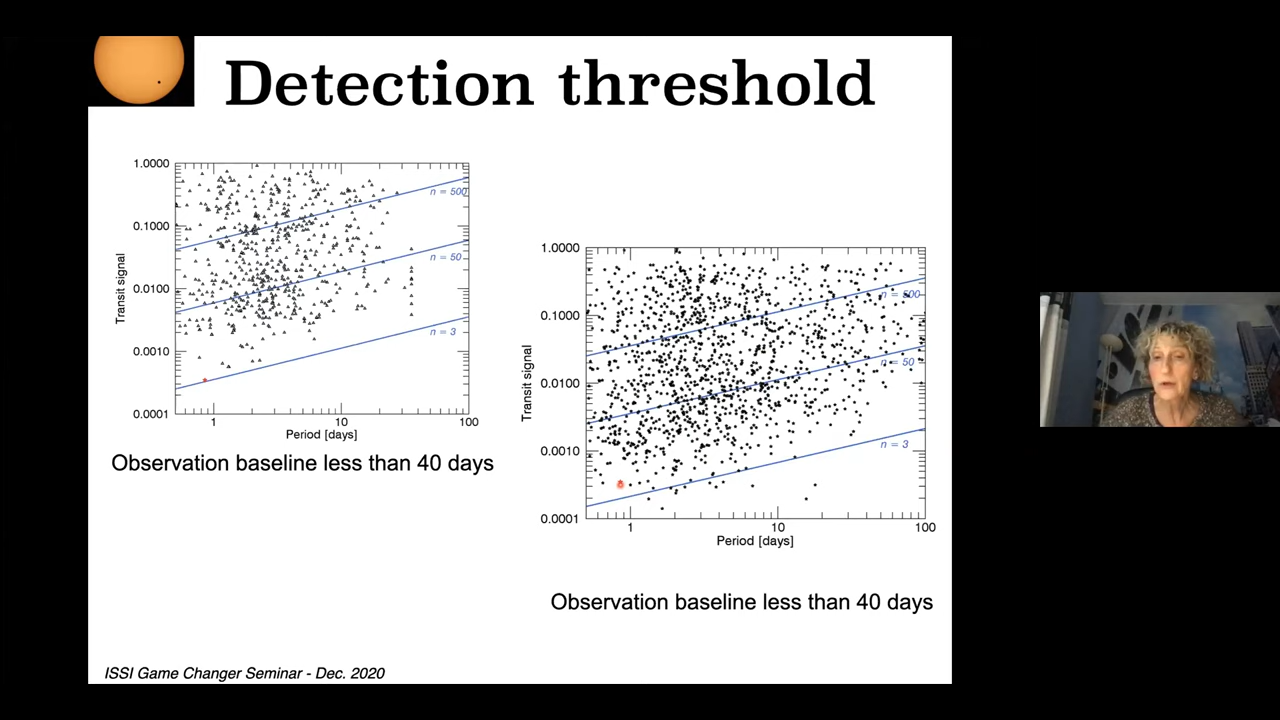 Detection threshold
1.0000
0.1000
0.0100
0.0010
0.0001
Transit signal
n = 500
n = 50
n = 3
1
10
100
Period [days]
Observation baseline less than 40 days
1.0000
0.1000
0.0100
0.0010
0.0001
Transit signal
n = 500
n = 50
n = 3
1
10
100
Period [days]
Observation baseline less than 40 days
ISSI Game Changer Seminar - Dec. 2020